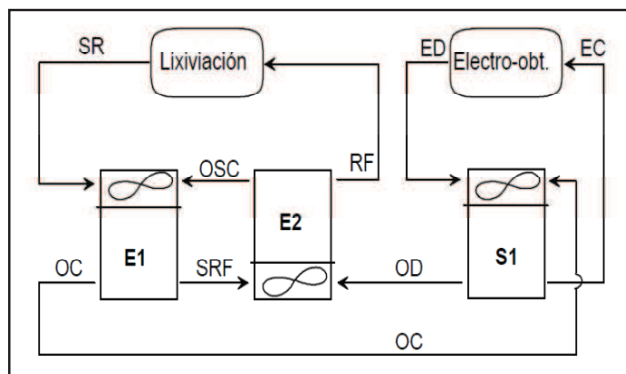 SR
Lixiviación
ED
Electro-obt.
EC
OSC
RF
E2
E1
S1
OC
SRF
OD
OC